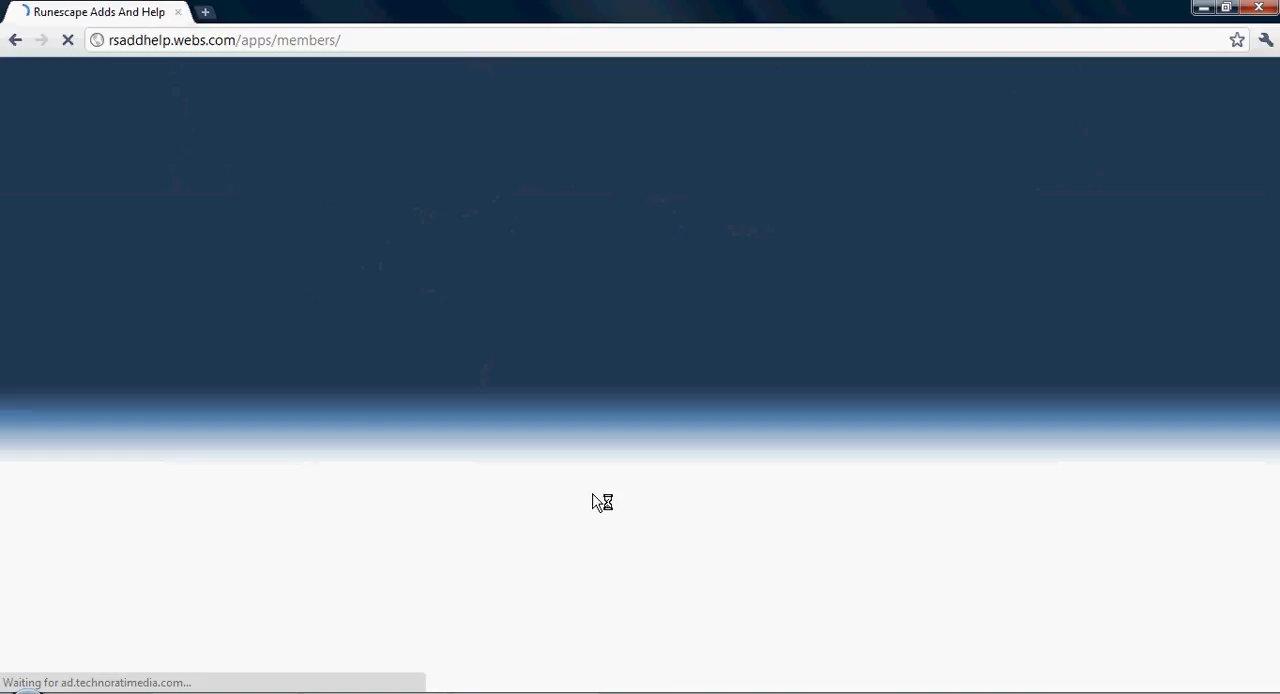 Runescape Adds And Help
rsaddhelp.webs.com/apps/members/
Waiting for ad.technoratimedia.com...